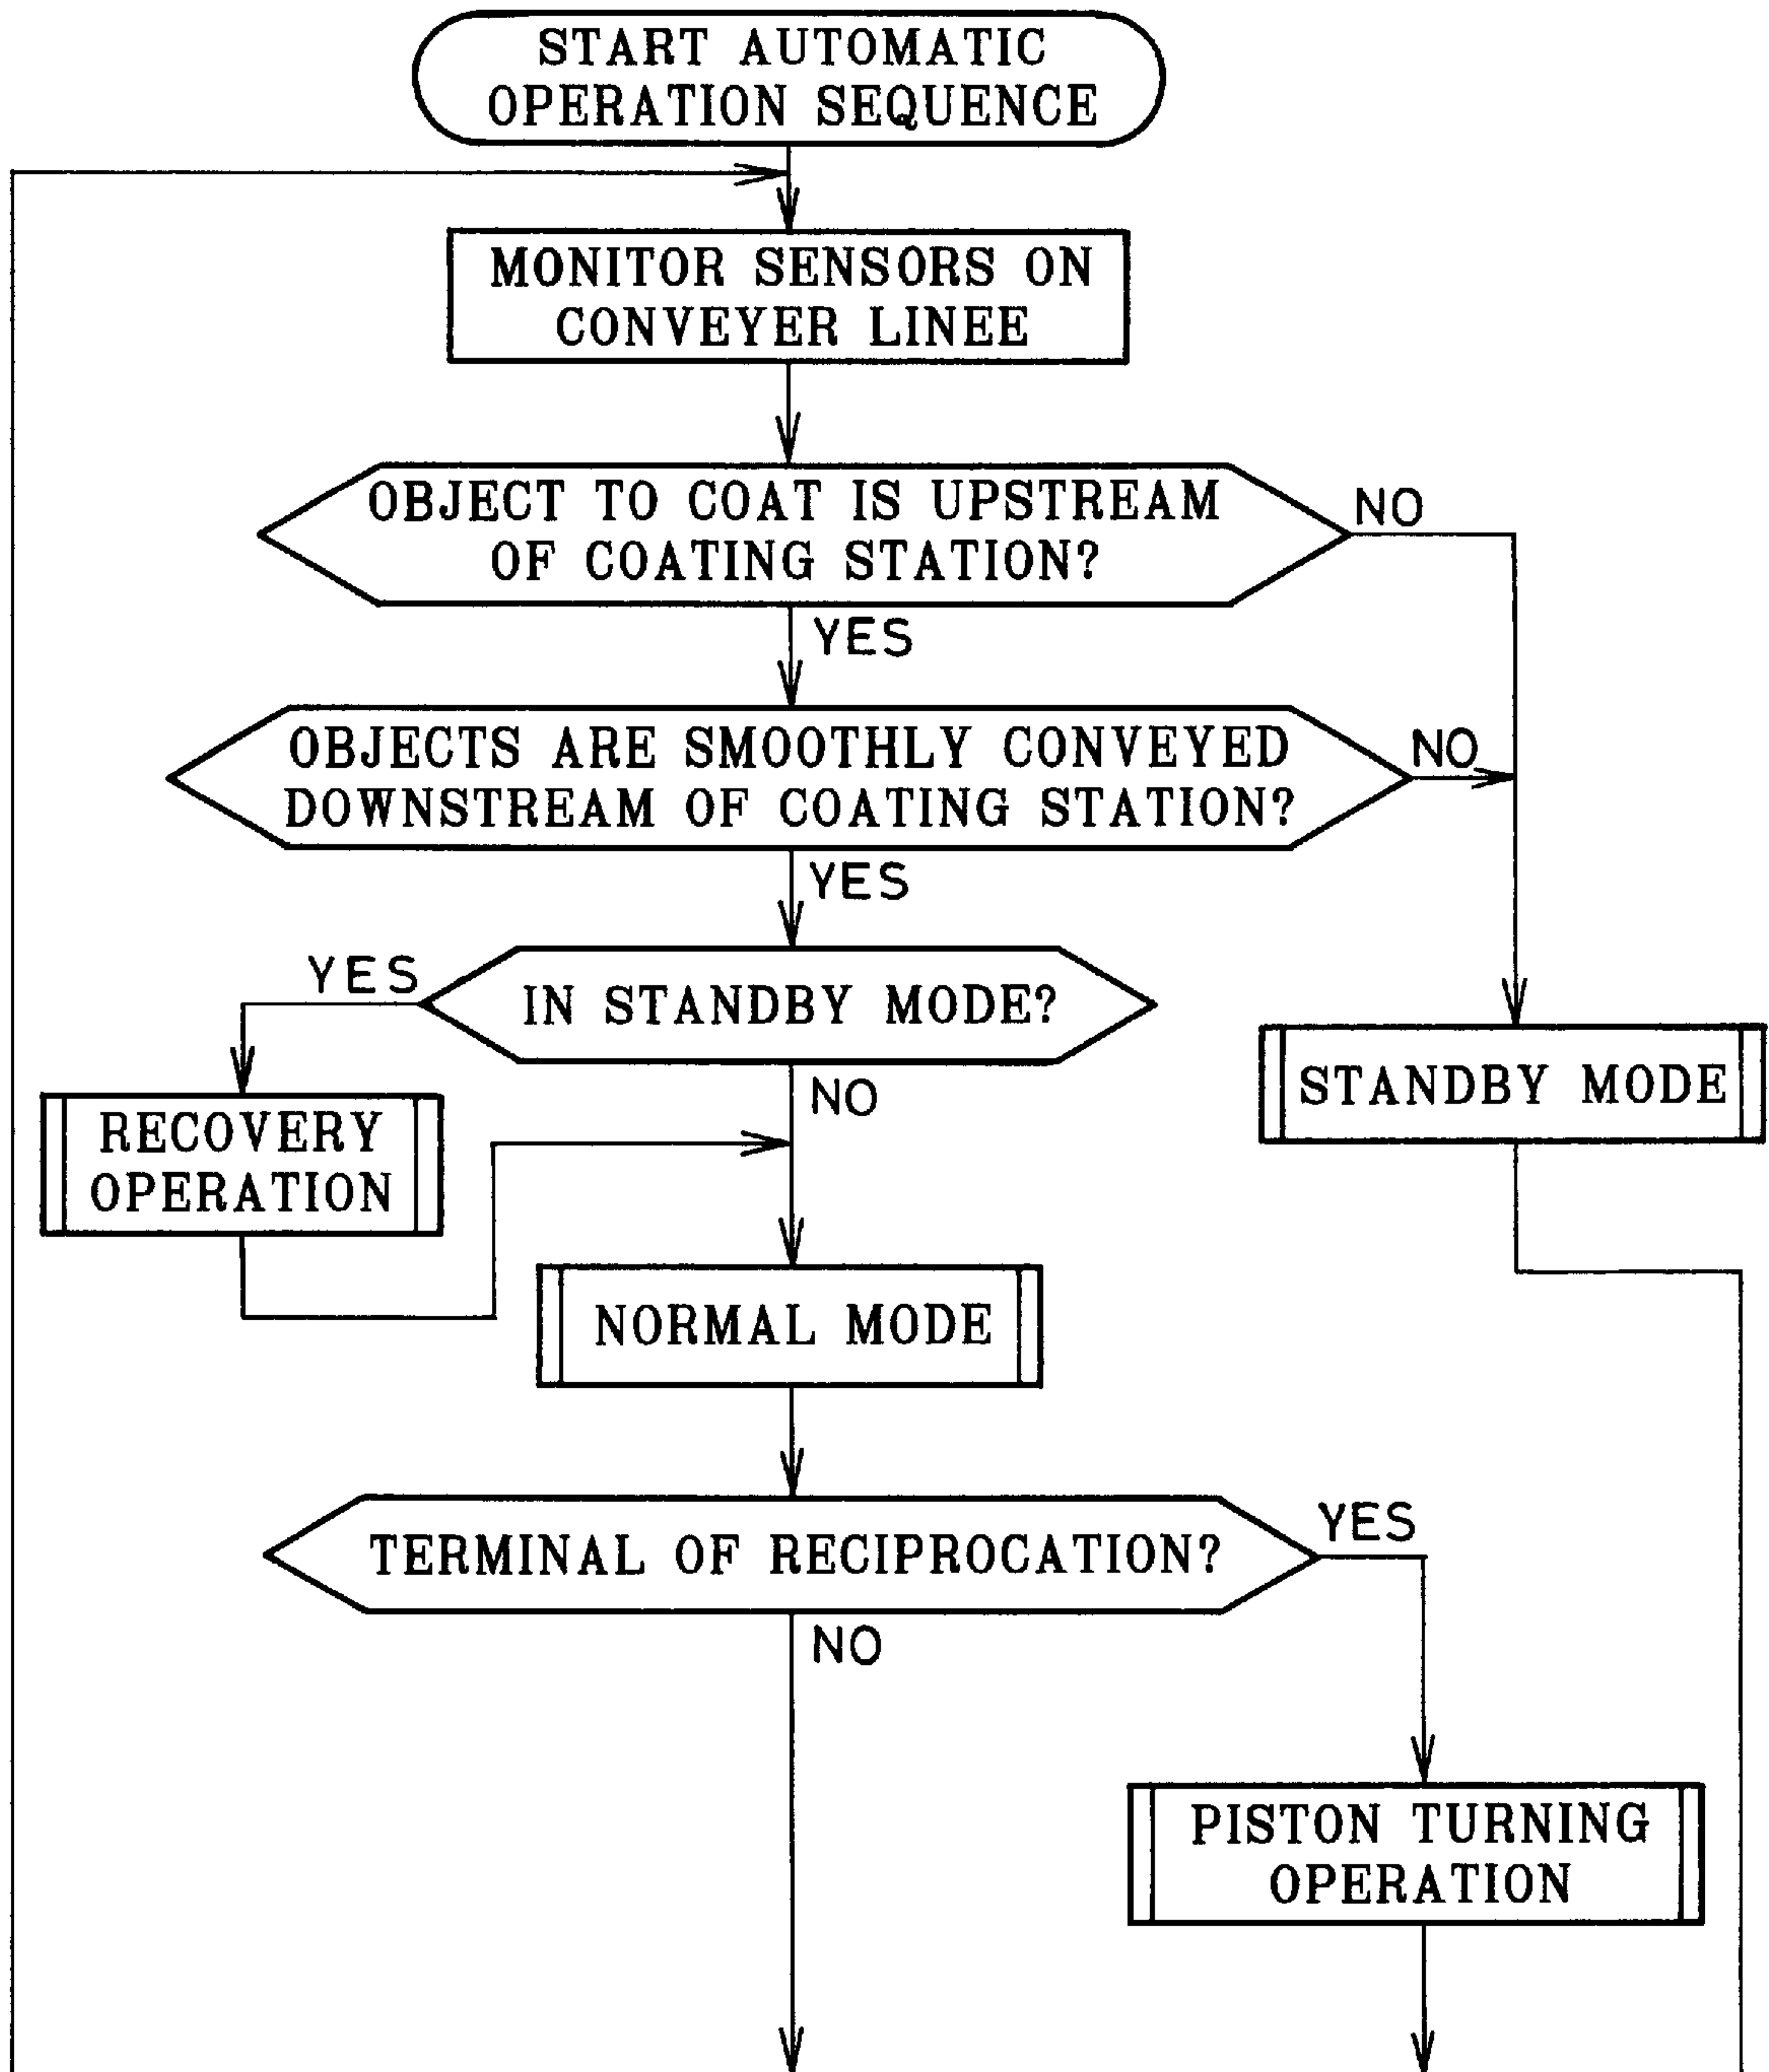 START AUTOMATIC
OPERATION SEQUENCE
MONITOR SENSORS ON
CONVEYER LINEE
OBJECT TO COAT IS UPSTREAM
OF COATING STATION?
NO
YES
OBJECTS ARE SMOOTHLY CONVEYED
DOWNSTREAM OF COATING STATION?
NO
YES
IN STANDBY MODE?
YES
NO
STANDBY MODE
RECOVERY
OPERATION
NORMAL MODE
TERMINAL OF RECIPROCATION?
YES
NO
PISTON TURNING
OPERATION